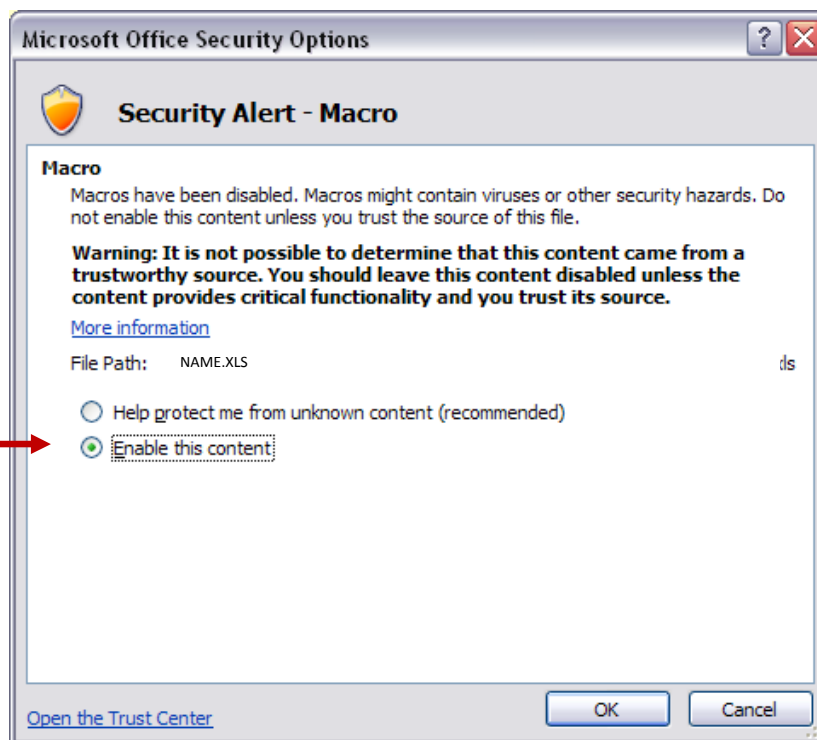 Microsoft Office Security Options
Security Alert - Macro
Macro
Macros have been disabled. Macros might contain viruses or other security hazards. Do
not enable this content unless you trust the source of this file.
Warning: It is not possible to determine that this content came from a
trustworthy source. You should leave this content disabled unless the
content provides critical functionality and you trust its source.
More information
File Path: NAME.XLS
Help protect me from unknown content (recommended)
Enable this content
Open the Trust Center OK Cancel